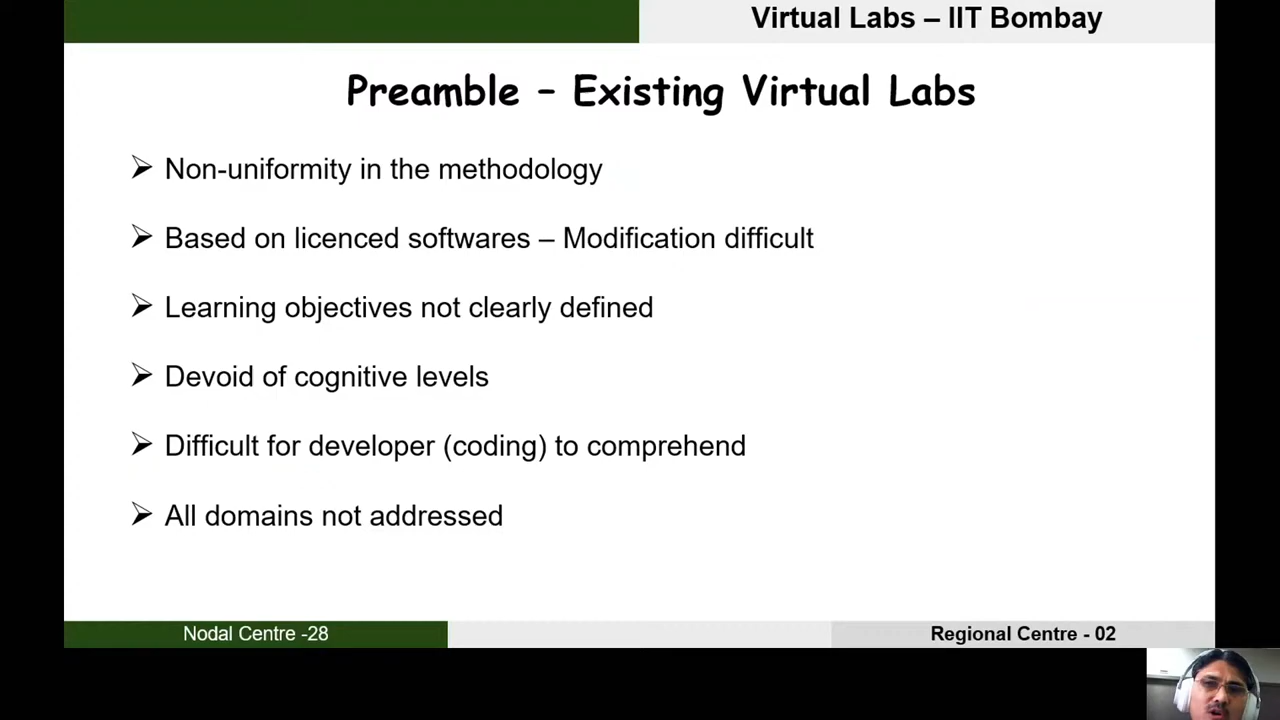 Virtual Labs – IIT Bombay
Preamble – Existing Virtual Labs
➢ Non-uniformity in the methodology
➢ Based on licenced softwares – Modification difficult
➢ Learning objectives not clearly defined
➢ Devoid of cognitive levels
➢ Difficult for developer (coding) to comprehend
➢ All domains not addressed
Nodal Centre -28
Regional Centre - 02